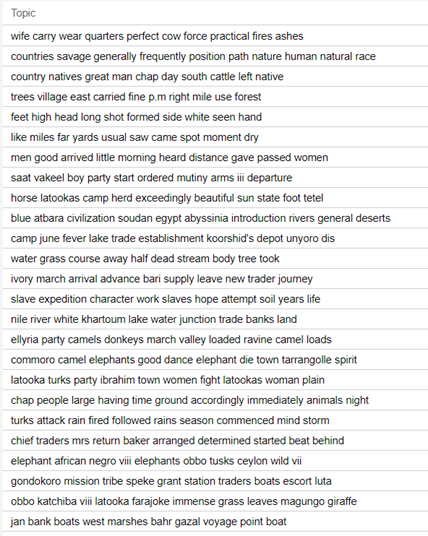 Topic
wife carry wear quarters perfect cow force practical fires ashes
countries savage generally frequently position path nature human natural race
country natives great man chap day south cattle left native
trees village east carried fine p.m right mile use forest
feet high head long shot formed side white seen hand
like miles far yards usual saw came spot moment dry
men good arrived little morning heard distance gave passed women
saat vakeel boy party start ordered mutiny arms iii departure
horse latookas camp herd exceedingly beautiful sun state foot tetel
blue atbara civilization soudan egypt abyssinia introduction rivers general deserts
camp june fever lake trade establishment koorshid's depot unyoro dis
water grass course away half dead stream body tree took
ivory march arrival advance bari supply leave new trader journey
slave expedition character work slaves hope attempt soil years life
nile river white khartoum lake water junction trade banks land
ellyria party camels donkeys march valley loaded ravine camel loads
commoro camel elephants good dance elephant die town tarrangolle spirit
latooka turks party ibrahim town women fight latookas woman plain
chap people large having time ground accordingly immediately animals night
turks attack rain fired followed rains season commenced mind storm
chief traders mrs return baker arranged determined started beat behind
elephant african negro viii elephants obbo tusks ceylon wild vii
gondokoro mission tribe speke grant station traders boats escort luta
obbo katchiba viii latooka farajoke immense grass leaves magungo giraffe
jan bank boats west marshes bahr gazal voyage point boat